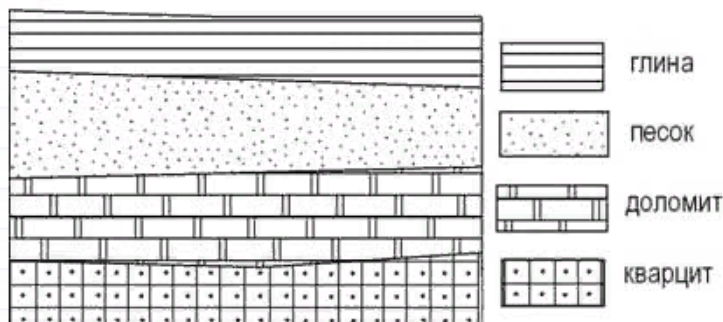 глина
песок
доломит
кварцит